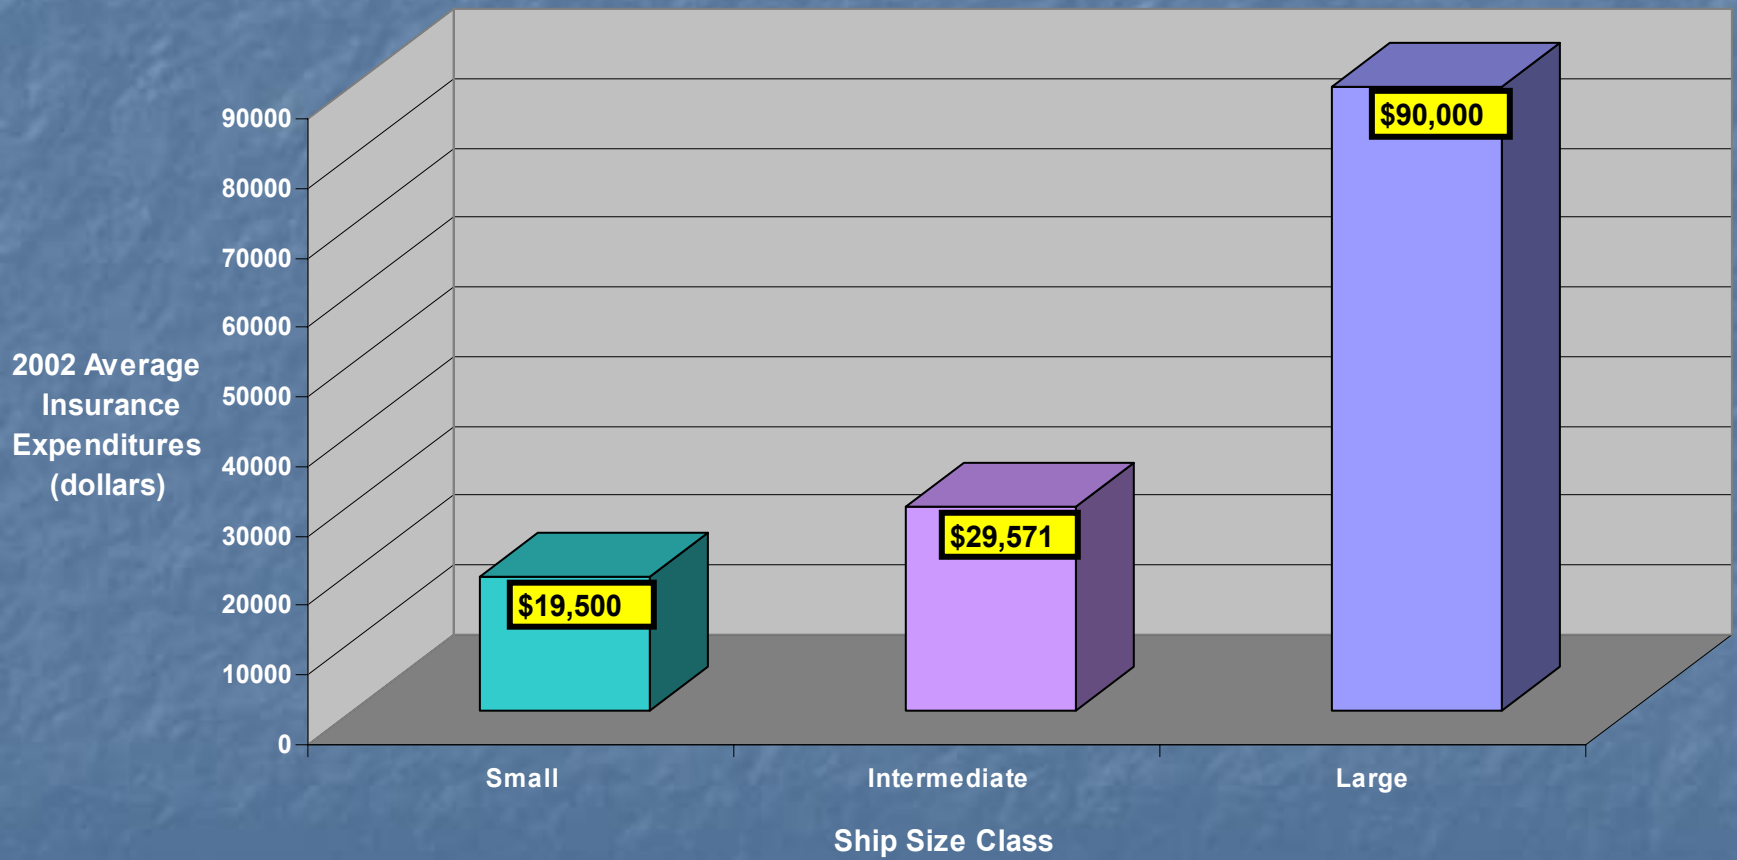 2002 Average
Insurance
Expenditures
(dollars)
90000
80000
70000
60000
50000
40000
30000
20000
10000
0
$19,500
$29,571
$90,000
Small
Intermediate
Large
Ship Size Class